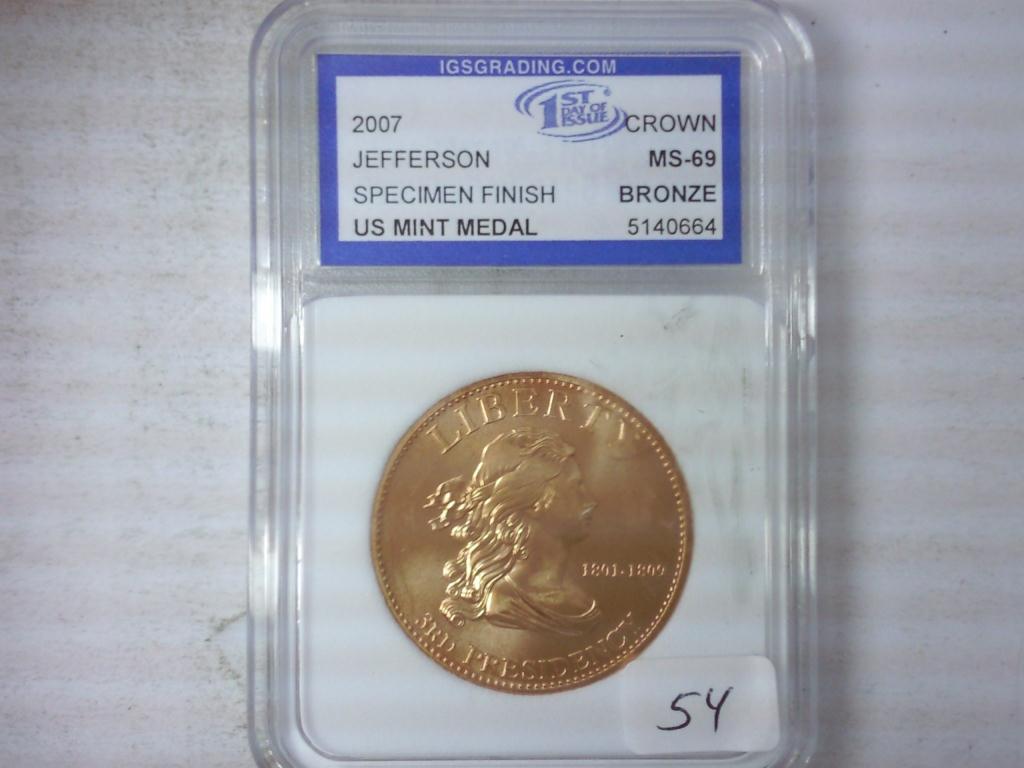 IGSGRADING.COM
1ST DAY OF ISSUE
2007 CROWN
JEFFERSON MS-69
SPECIMEN FINISH BRONZE
US MINT MEDAL 5140664
LIBERTY
1801-1809
3RD PRESIDENCY
54